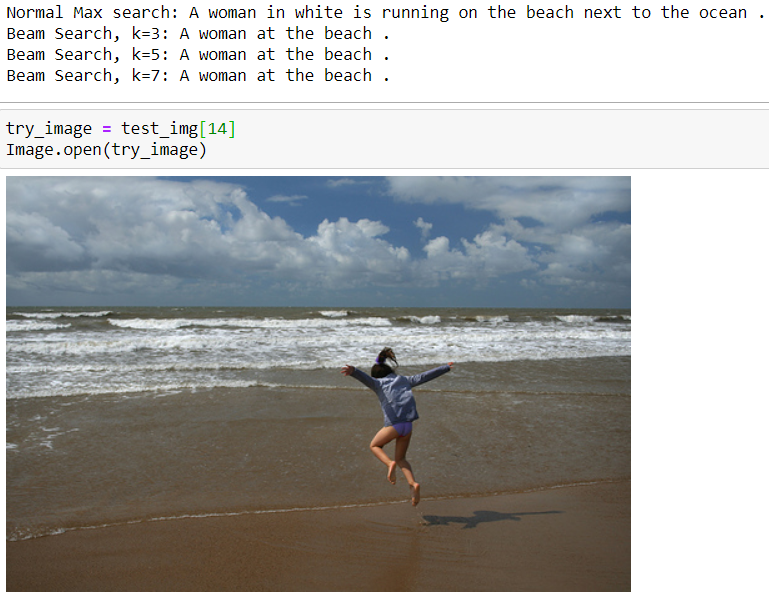 Normal Max search: A woman in white is running on the beach next to the ocean .
Beam Search, k=3: A woman at the beach .
Beam Search, k=5: A woman at the beach .
Beam Search, k=7: A woman at the beach .
try_image = test_img[14]
Image.open(try_image)